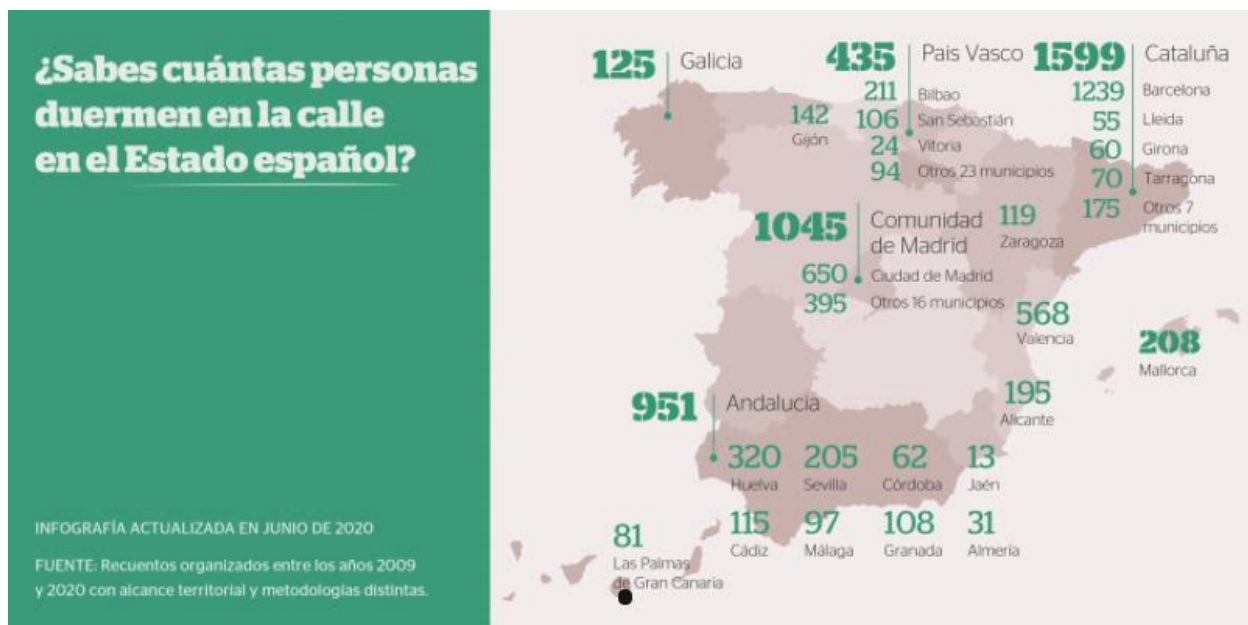 ¿Sabes cuántas personas
duermen en la calle
en el Estado español?
INFOGRAFÍA ACTUALIZADA EN JUNIO DE 2020
FUENTE: Recuentos organizados entre los años 2009
y 2020 con alcance territorial y metodologías distintas.
125 Galicia
142
Gijón
435 País Vasco
211 Bilbao
106 San Sebastián
24 Vitoria
94 Otros 23 municipios
1599 Cataluña
1239 Barcelona
55 Lleida
60 Girona
70 Tarragona
175 Otros 7
municipios
1045 Comunidad
de Madrid
650 Ciudad de Madrid
395 Otros 16 municipios
119
Zaragoza
568
Valencia
208
Mallorca
195
Alicante
951 Andalucía
320
Huelva
205
Sevilla
62
Córdoba
13
Jaén
115
Cádiz
97
Málaga
108
Granada
31
Almería
81
Las Palmas
de Gran Canaria